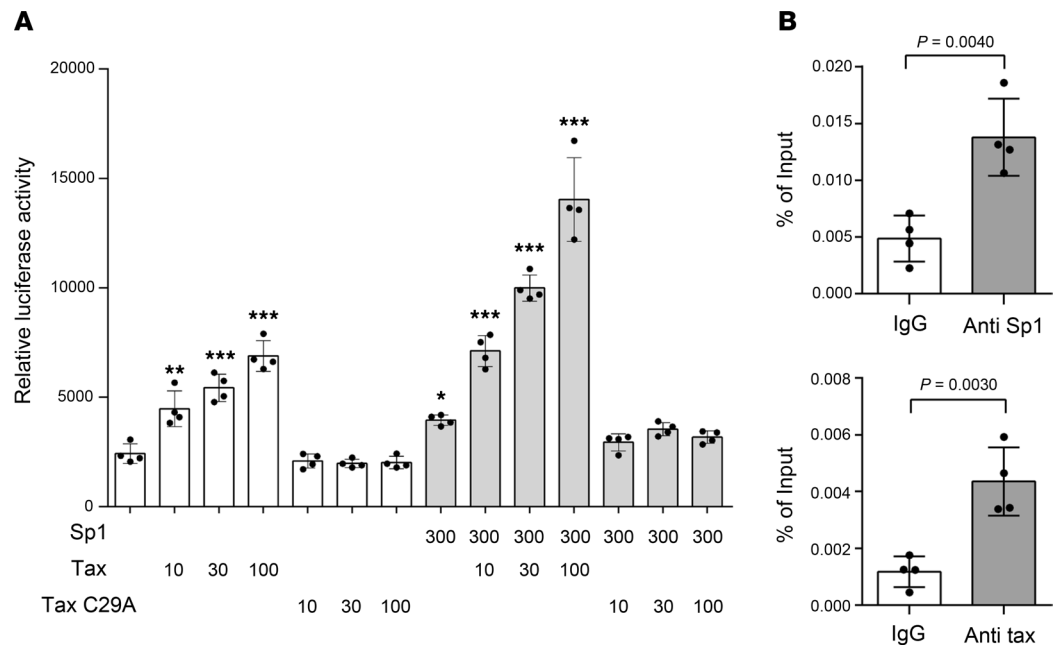 A
Relative luciferase activity
20000
15000
10000
5000
0
** *** *** * *** *** ***
Sp1 300 300 300 300 300 300 300
Tax 10 30 100 10 30 100
Tax C29A 10 30 100 10 30 100
B
P = 0.0040
% of Input
0.020
0.015
0.010
0.005
0.000
IgG Anti Sp1
P = 0.0030
% of Input
0.008
0.006
0.004
0.002
0.000
IgG Anti tax